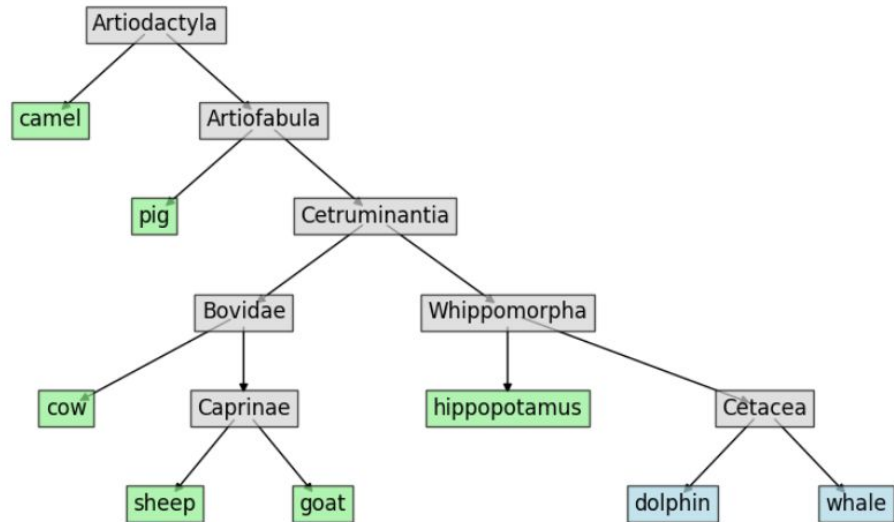 Artiodactyla
camel
Artiofabula
pig
Cetruminantia
Bovidae
Whippomorpha
cow
Caprinae
hippopotamus
Cetacea
sheep
goat
dolphin
whale